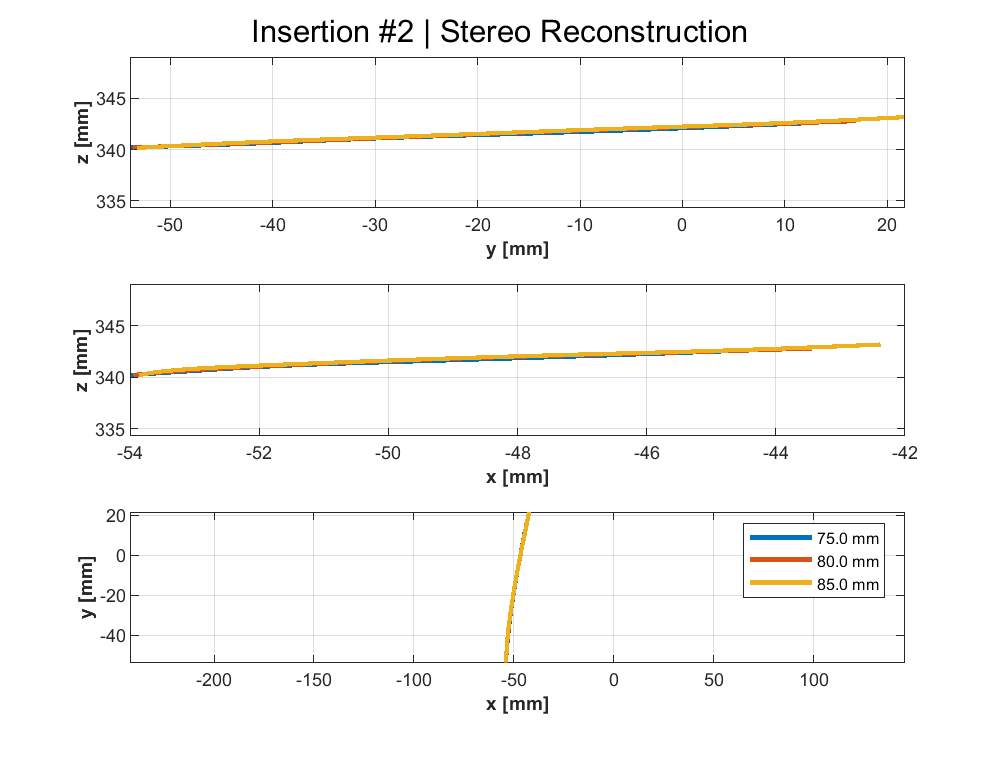 Insertion #2 | Stereo Reconstruction
345
340
335
z [mm]
-50 -40 -30 -20 -10 0 10 20
y [mm]
345
340
335
z [mm]
-54 -52 -50 -48 -46 -44 -42
x [mm]
20
0
-20
-40
y [mm]
75.0 mm
80.0 mm
85.0 mm
-200 -150 -100 -50 0 50 100
x [mm]